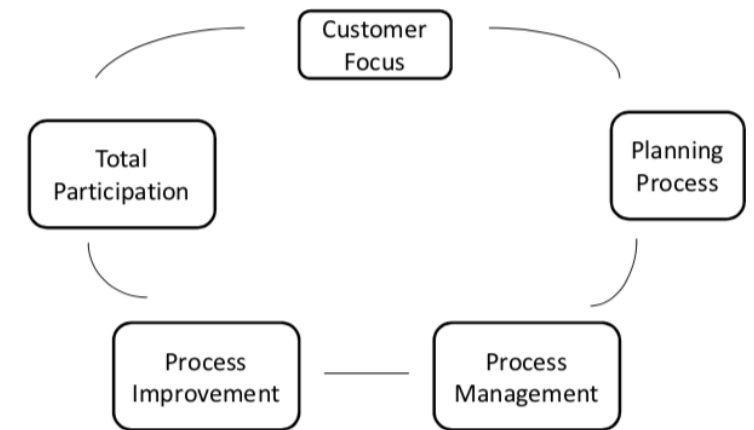 Customer
Focus
Total
Participation
Planning
Process
Process
Improvement
Process
Management